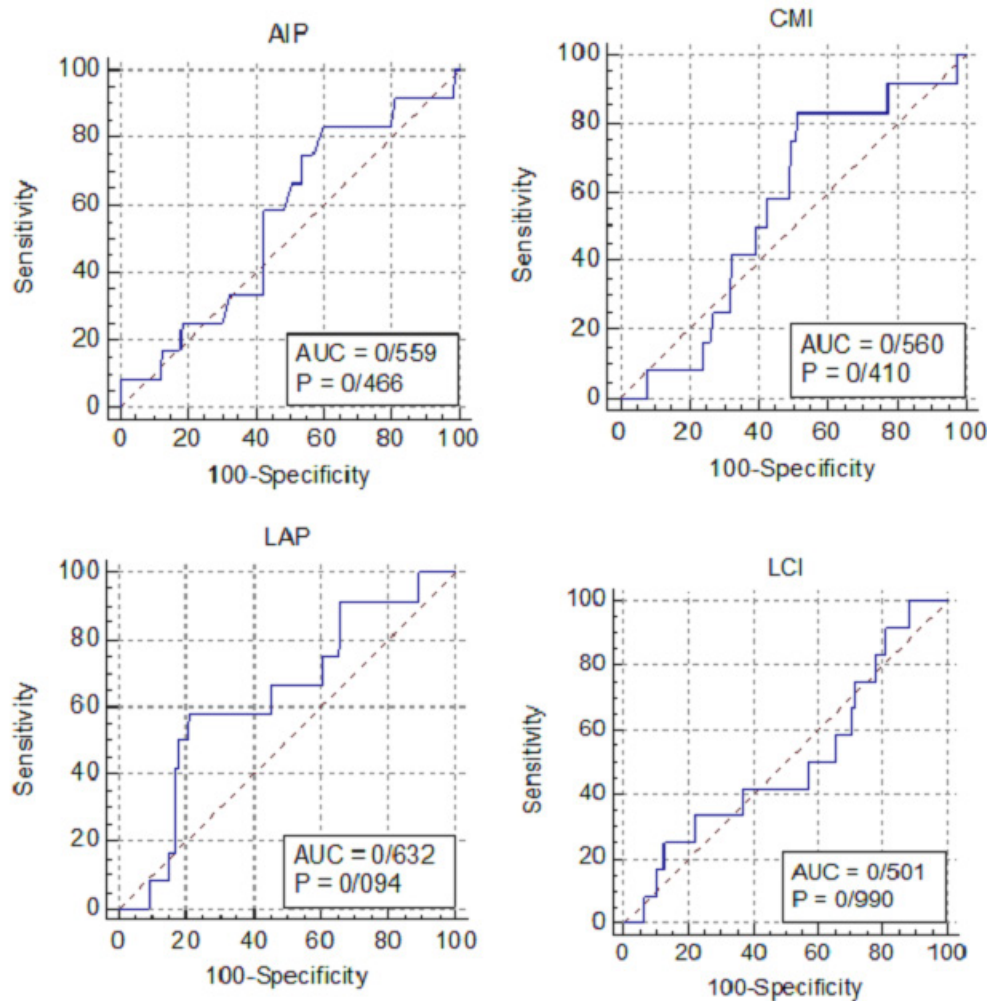 AIP
100
80
60
40
20
0
Sensitivity
AUC = 0/559
P = 0/466
0 20 40 60 80 100
100-Specificity
CMI
100
80
60
40
20
0
Sensitivity
AUC = 0/560
P = 0/410
0 20 40 60 80 100
100-Specificity
LAP
100
80
60
40
20
0
Sensitivity
AUC = 0/632
P = 0/094
0 20 40 60 80 100
100-Specificity
LCI
100
80
60
40
20
0
Sensitivity
AUC = 0/501
P = 0/990
0 20 40 60 80 100
100-Specificity